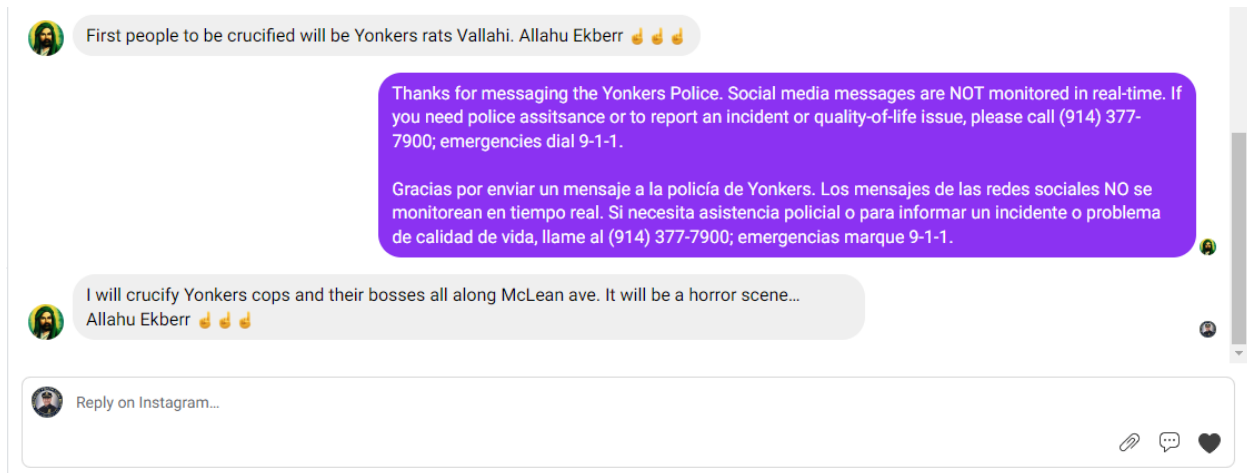 First people to be crucified will be Yonkers rats Vallahi. Allahu Ekberr ☝️☝️☝️
Thanks for messaging the Yonkers Police. Social media messages are NOT monitored in real-time. If
you need police assitsance or to report an incident or quality-of-life issue, please call (914) 377-
7900; emergencies dial 9-1-1.
Gracias por enviar un mensaje a la policía de Yonkers. Los mensajes de las redes sociales NO se
monitorean en tiempo real. Si necesita asistencia policial o para informar un incidente o problema
de calidad de vida, llame al (914) 377-7900; emergencias marque 9-1-1.
I will crucify Yonkers cops and their bosses all along McLean ave. It will be a horror scene...
Allahu Ekberr ☝️☝️☝️
Reply on Instagram...